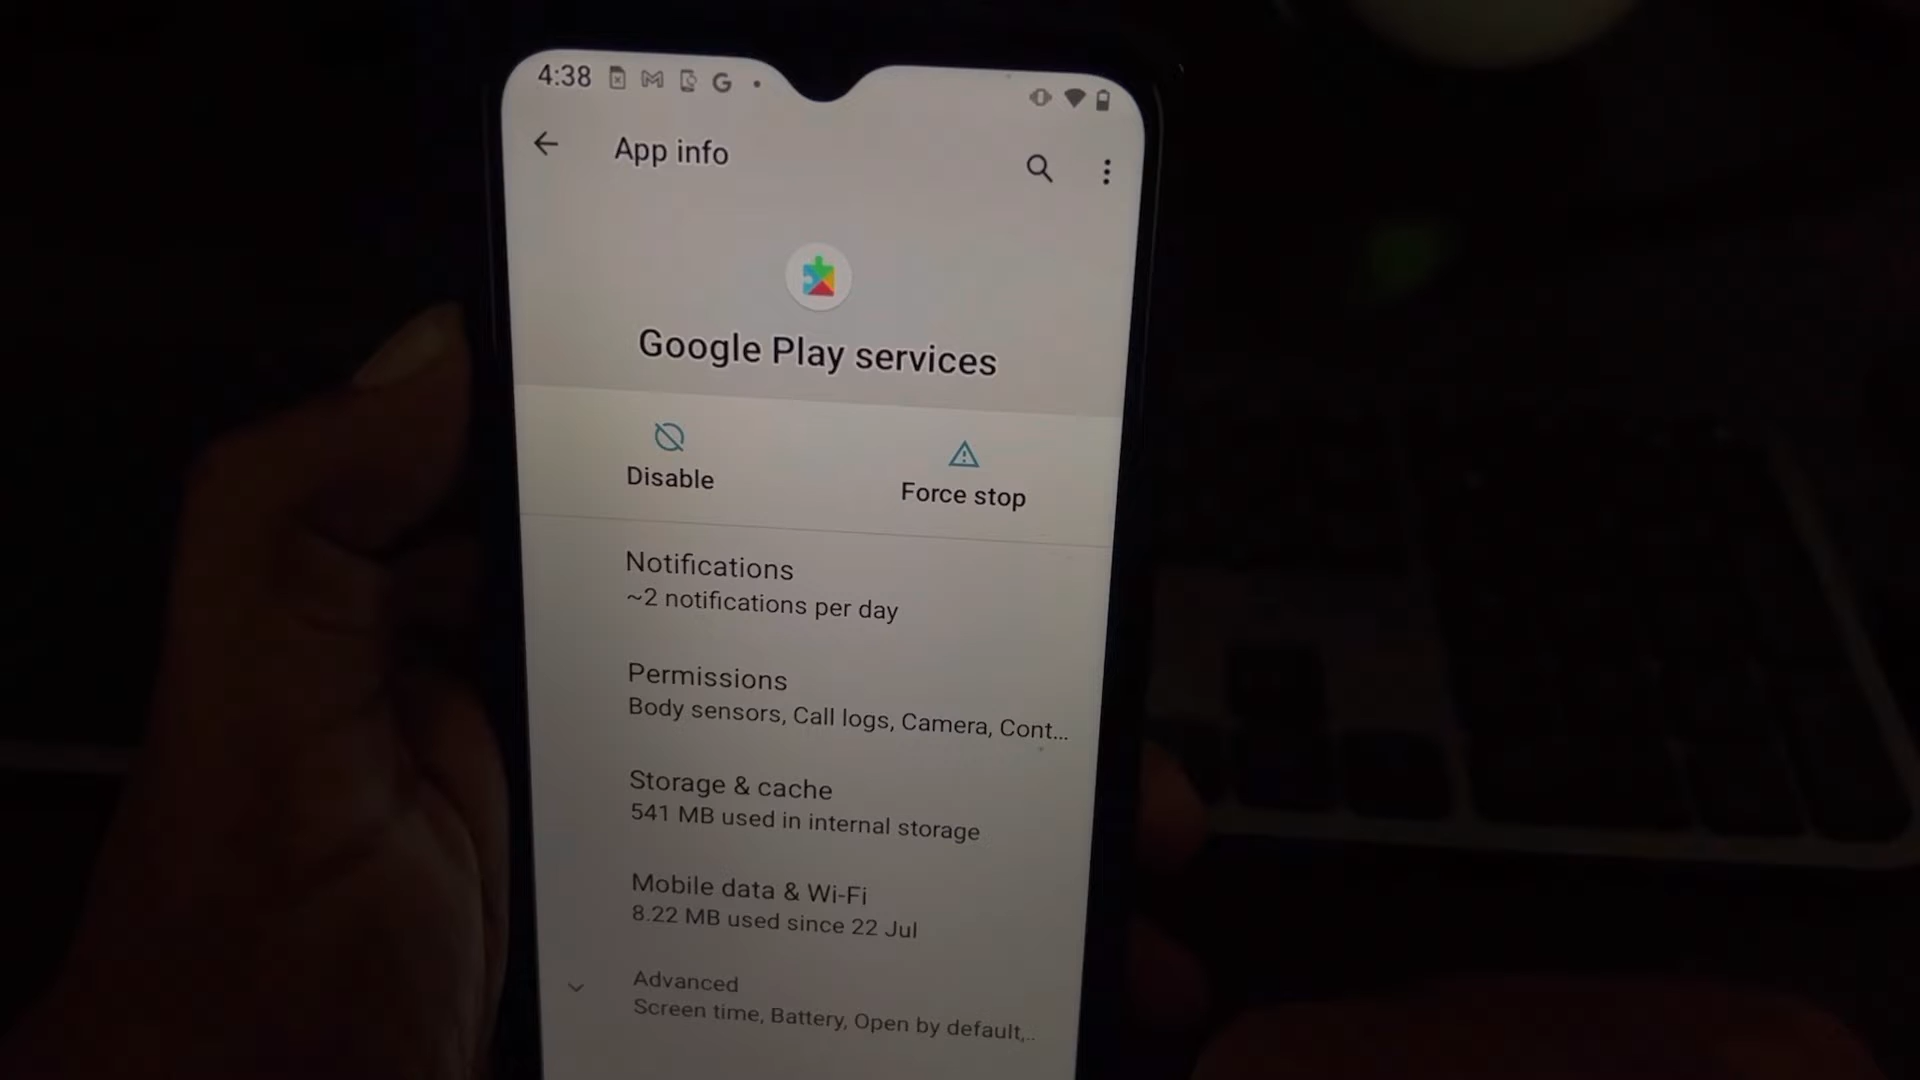 4:38
App info
Google Play services
Disable
Force stop
Notifications
~2 notifications per day
Permissions
Body sensors, Call logs, Camera, Cont...
Storage & cache
541 MB used in internal storage
Mobile data & Wi-Fi
8.22 MB used since 22 Jul
Advanced
Screen time, Battery, Open by default,..